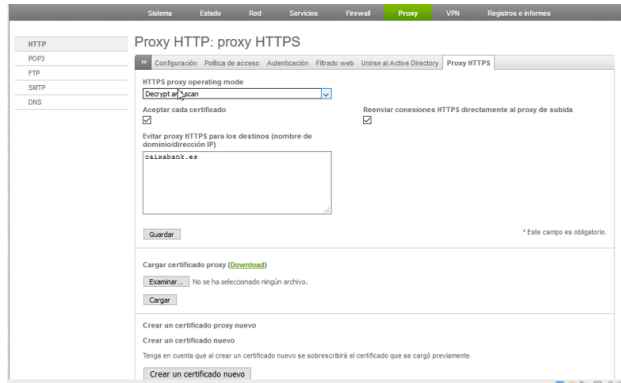 Sistema Estado Red Servicios Firewall Proxy VPN Registros e informes
Proxy HTTP: proxy HTTPS
HTTP
POP3
FTP
SMTP
DNS
>> Configuración Política de acceso Autenticación Filtrado web Unirse al Active Directory Proxy HTTPS
HTTPS proxy operating mode
Decrypt and scan
Aceptar cada certificado
Reenviar conexiones HTTPS directamente al proxy de subida
Evitar proxy HTTPS para los destinos (nombre de
dominio/dirección IP)
caixabank.es
Guardar
* Este campo es obligatorio.
Cargar certificado proxy (Download)
Examinar... No se ha seleccionado ningún archivo.
Cargar
Crear un certificado proxy nuevo
Crear un certificado nuevo
Tenga en cuenta que al crear un certificado nuevo se sobrescribirá el certificado que se cargó previamente.
Crear un certificado nuevo